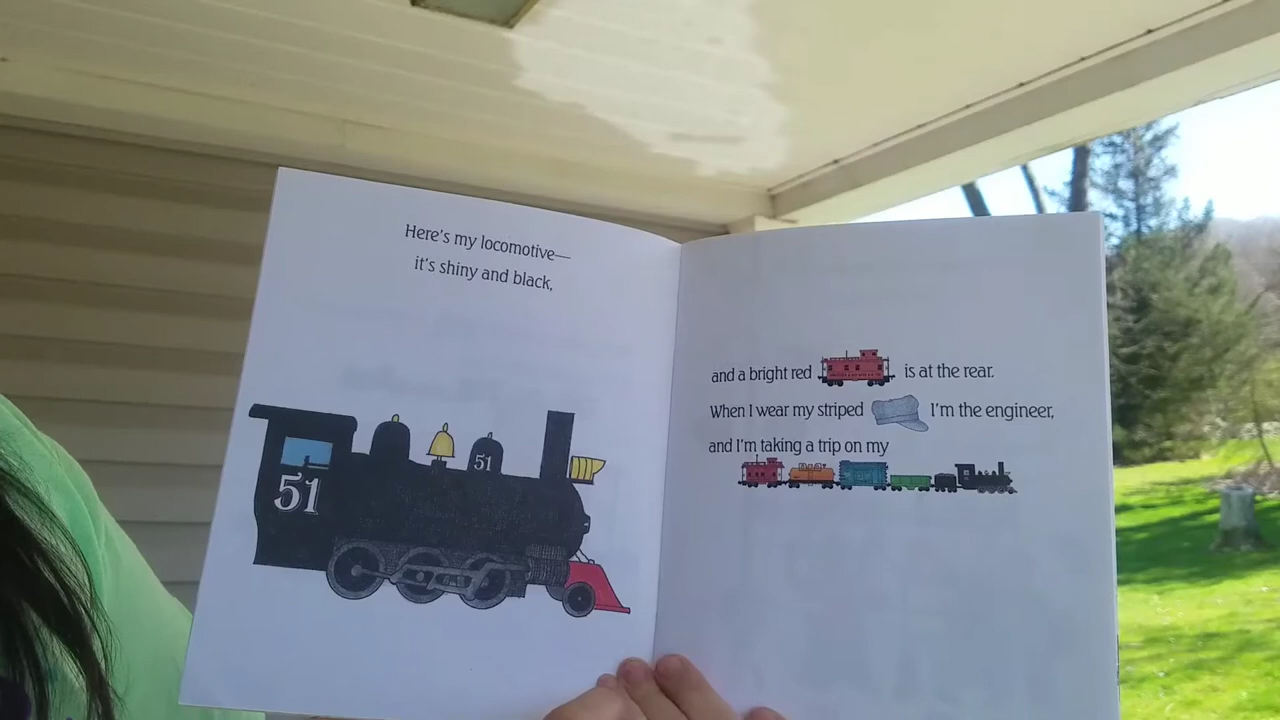 Here's my locomotive—
it's shiny and black,
51
51
and a bright red is at the rear.
When I wear my striped I'm the engineer,
and I'm taking a trip on my